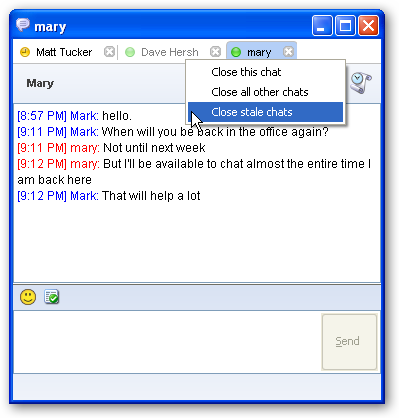 mary
Matt Tucker
Dave Hersh
mary
Close this chat
Close all other chats
Close stale chats
Mary
[8:57 PM] Mark: hello.
[9:11 PM] Mark: When will you be back in the office again?
[9:11 PM] mary: Not until next week
[9:12 PM] mary: But I'll be available to chat almost the entire time I
am back here
[9:12 PM] Mark: That will help a lot
Send